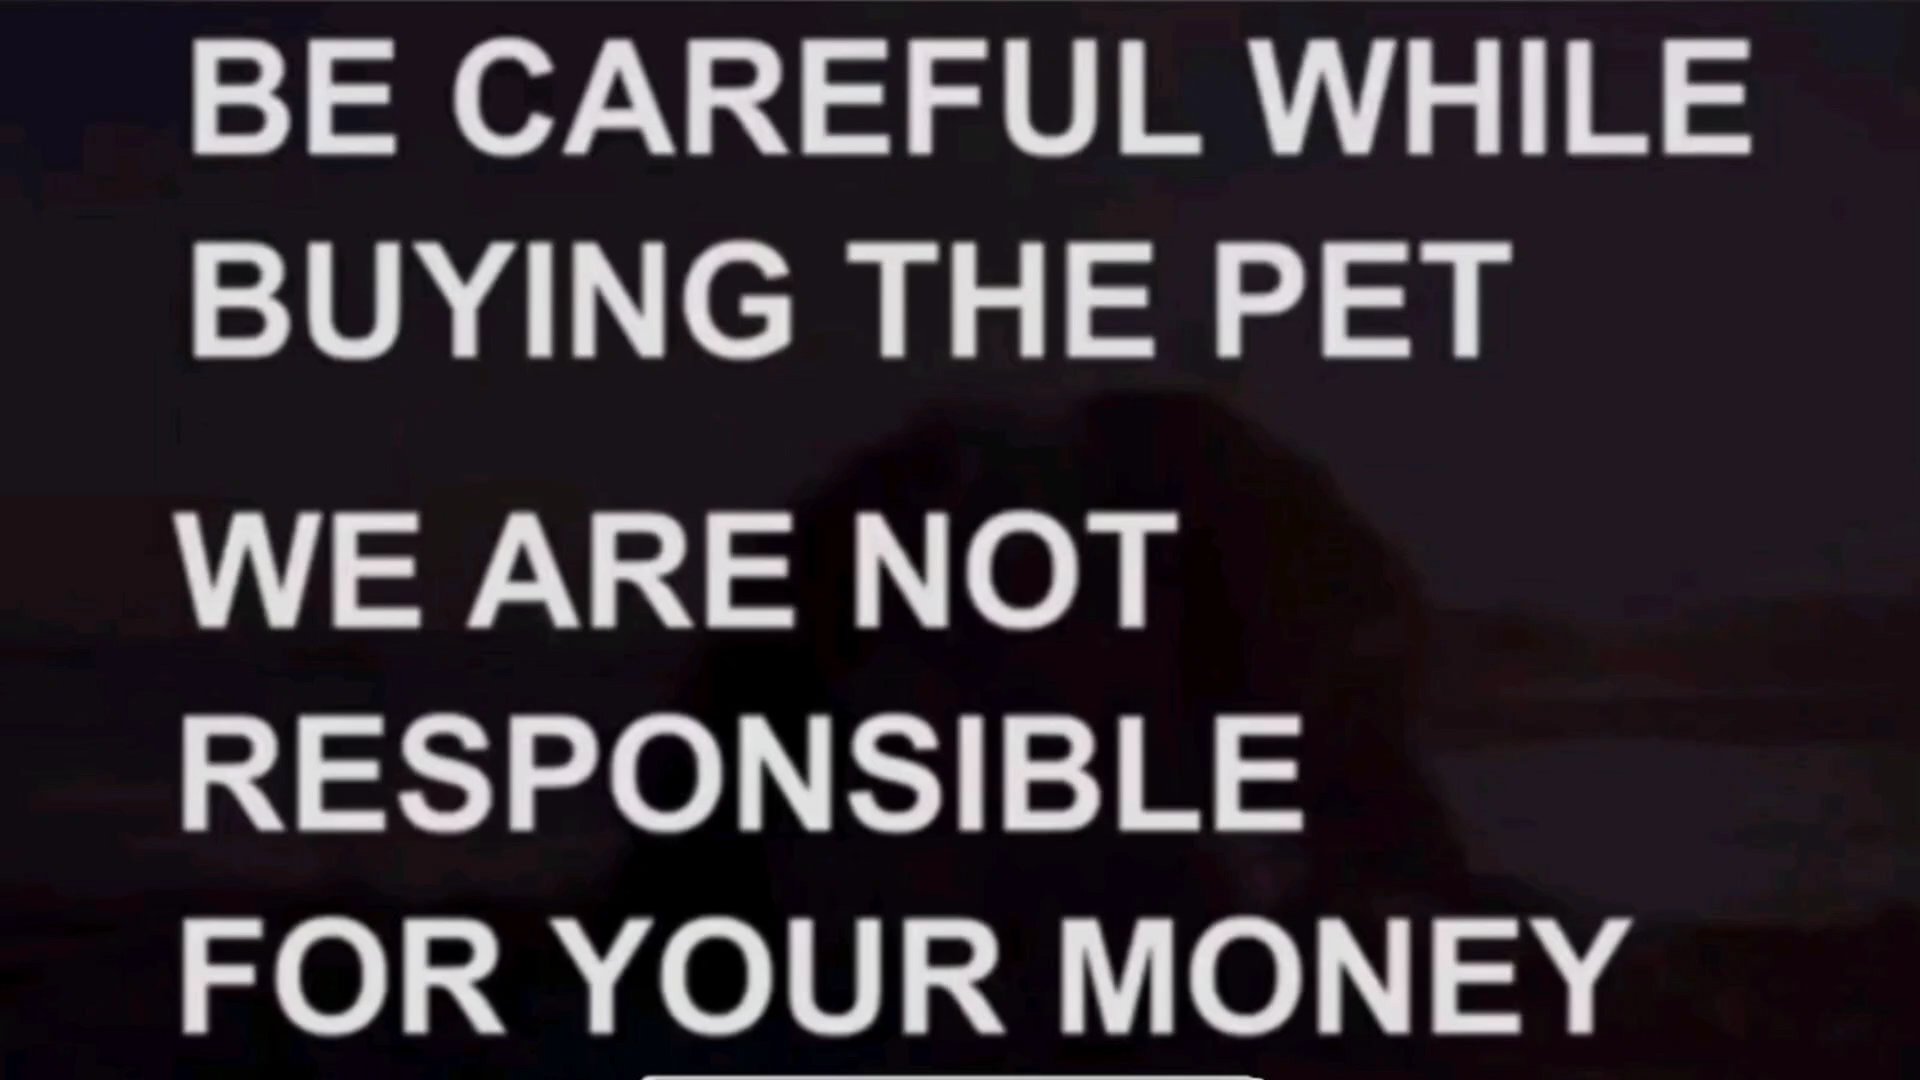 BE CAREFUL WHILE
BUYING THE PET
WE ARE NOT
RESPONSIBLE
FOR YOUR MONEY